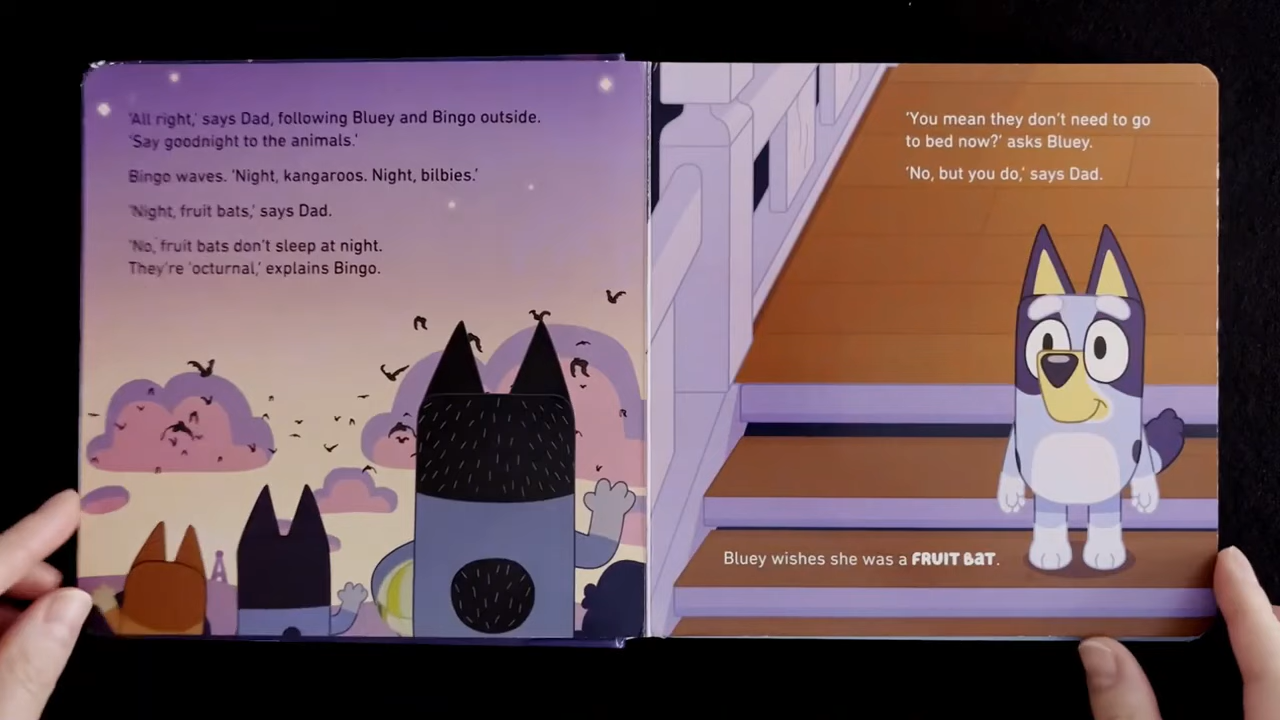 'All right,' says Dad, following Bluey and Bingo outside.
'Say goodnight to the animals.'
Bingo waves. 'Night, kangaroos. Night, bilbies.'
'Night, fruit bats,' says Dad.
'No, fruit bats don't sleep at night.
They're 'octurnal,' explains Bingo.
'You mean they don't need to go
to bed now?' asks Bluey.
'No, but you do,' says Dad.
Bluey wishes she was a FRUIT BAT.